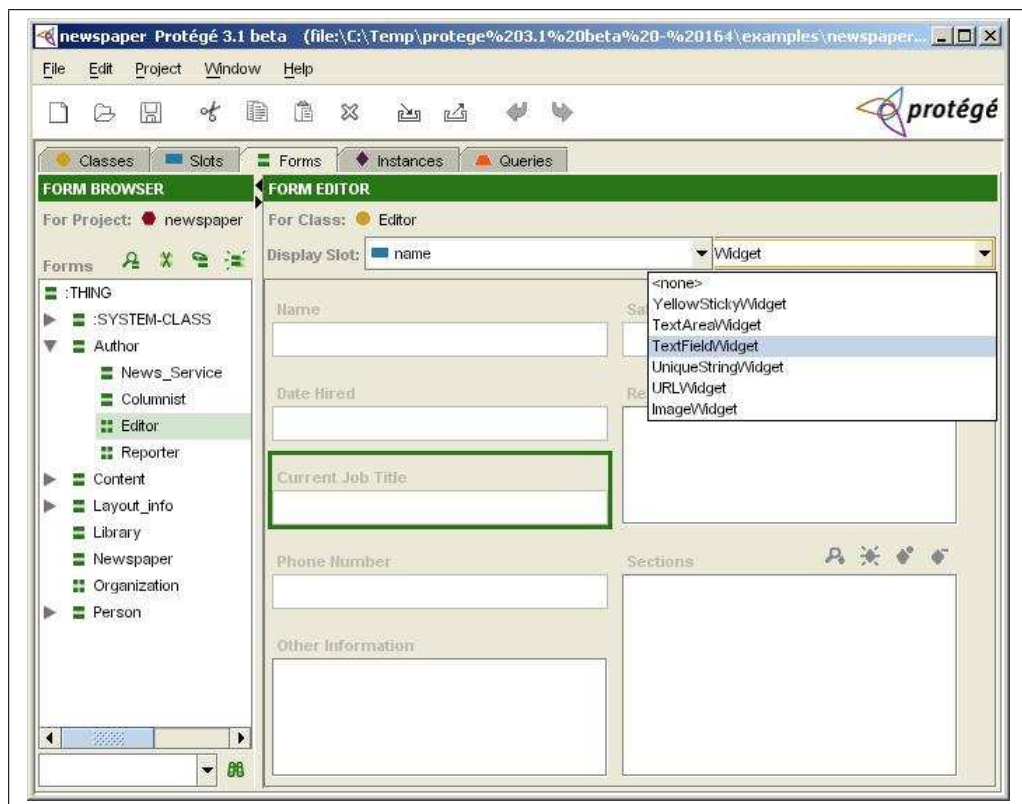 newspaper Protégé 3.1 beta (file:\C:\Temp\protege%203.1%20beta%20-%20164\examples\newspaper...
File Edit Project Window Help
protégé
Classes Slots Forms Instances Queries
FORM BROWSER
For Project: newspaper
Forms
:THING
:SYSTEM-CLASS
Author
News_Service
Columnist
Editor
Reporter
Content
Layout_info
Library
Newspaper
Organization
Person
FORM EDITOR
For Class: Editor
Display Slot: name Widget
<none>
YellowStickyWidget
TextAreaWidget
TextFieldWidget
UniqueStringWidget
URLWidget
ImageWidget
Name
Date Hired
Current Job Title
Phone Number
Other Information
Sections